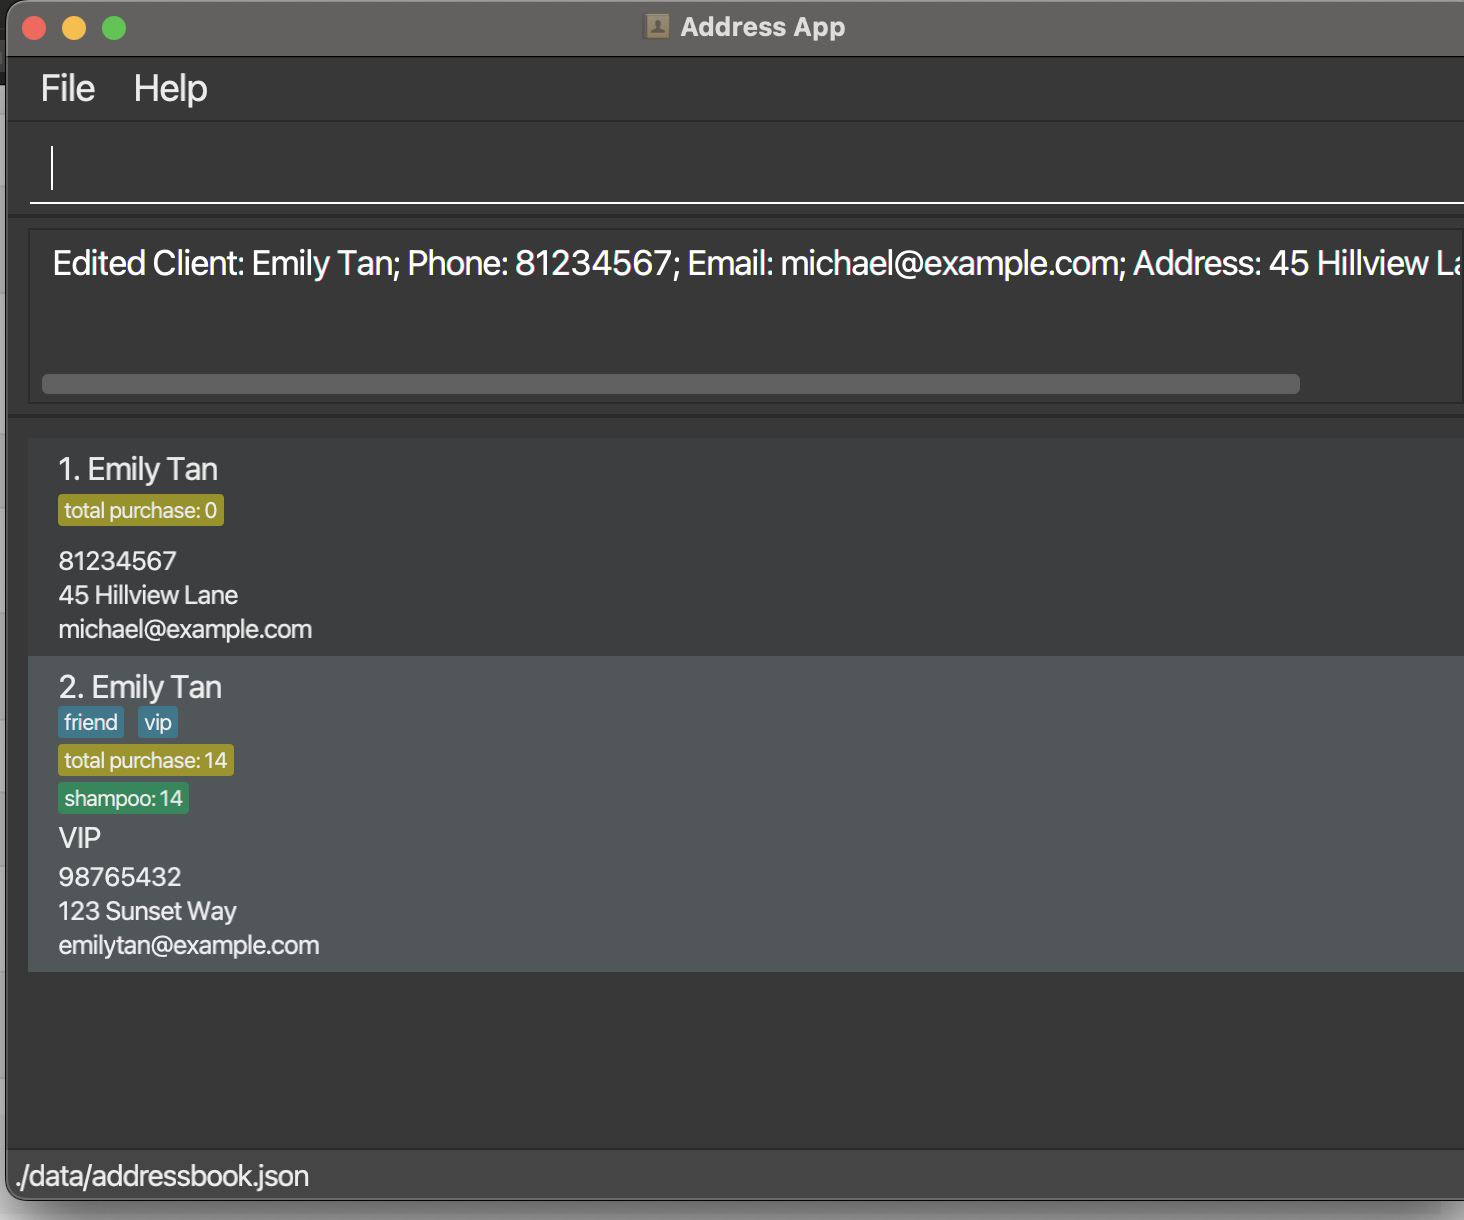 Address App
File Help
Edited Client: Emily Tan; Phone: 81234567; Email: michael@example.com; Address: 45 Hillview
1. Emily Tan
total purchase: 0
81234567
45 Hillview Lane
michael@example.com
2. Emily Tan
friend vip
total purchase: 14
shampoo: 14
VIP
98765432
123 Sunset Way
emilytan@example.com
./data/addressbook.json